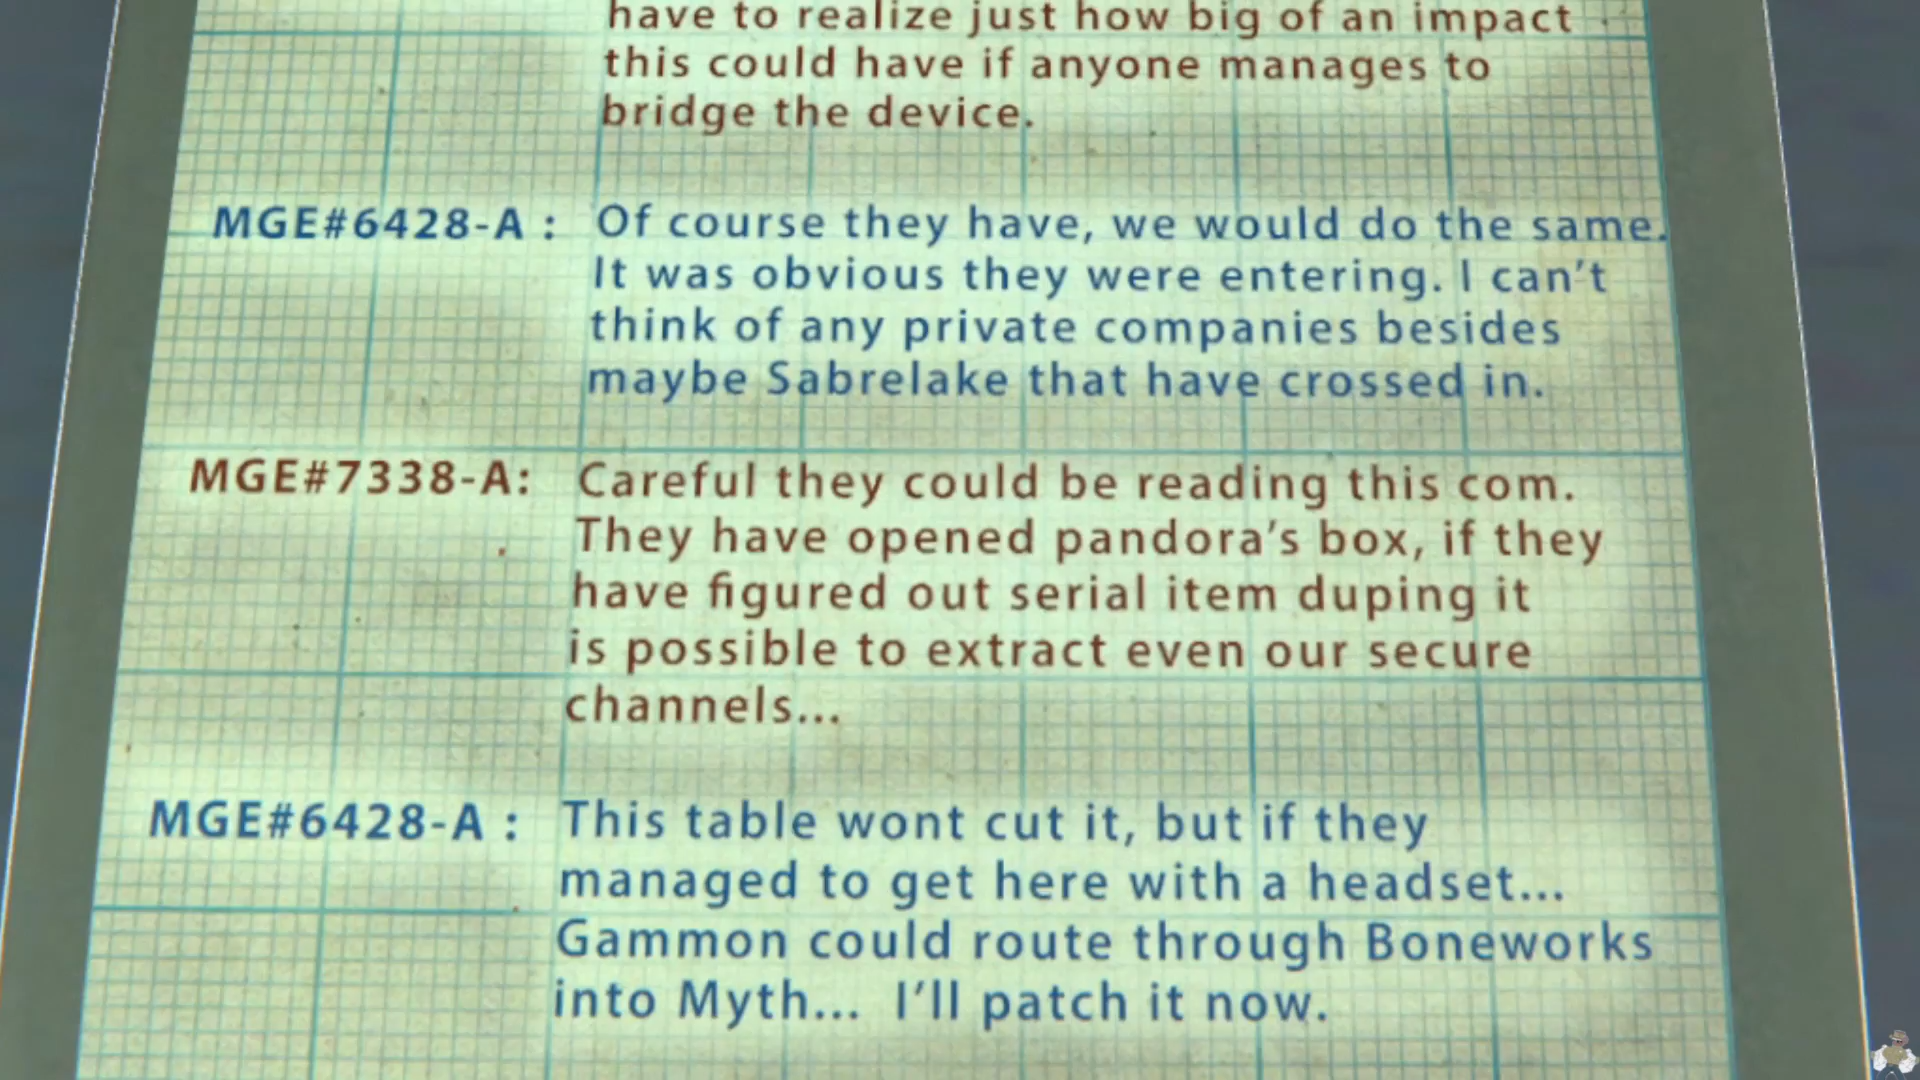 have to realize just how big of an impact
this could have if anyone manages to
bridge the device.
MGE#6428-A : Of course they have, we would do the same.
It was obvious they were entering. I can't
think of any private companies besides
maybe Sabrelake that have crossed in.
MGE#7338-A: Careful they could be reading this com.
They have opened pandora's box, if they
have figured out serial item duping it
is possible to extract even our secure
channels...
MGE#6428-A : This table wont cut it, but if they
managed to get here with a headset...
Gammon could route through Boneworks
into Myth... I'll patch it now.